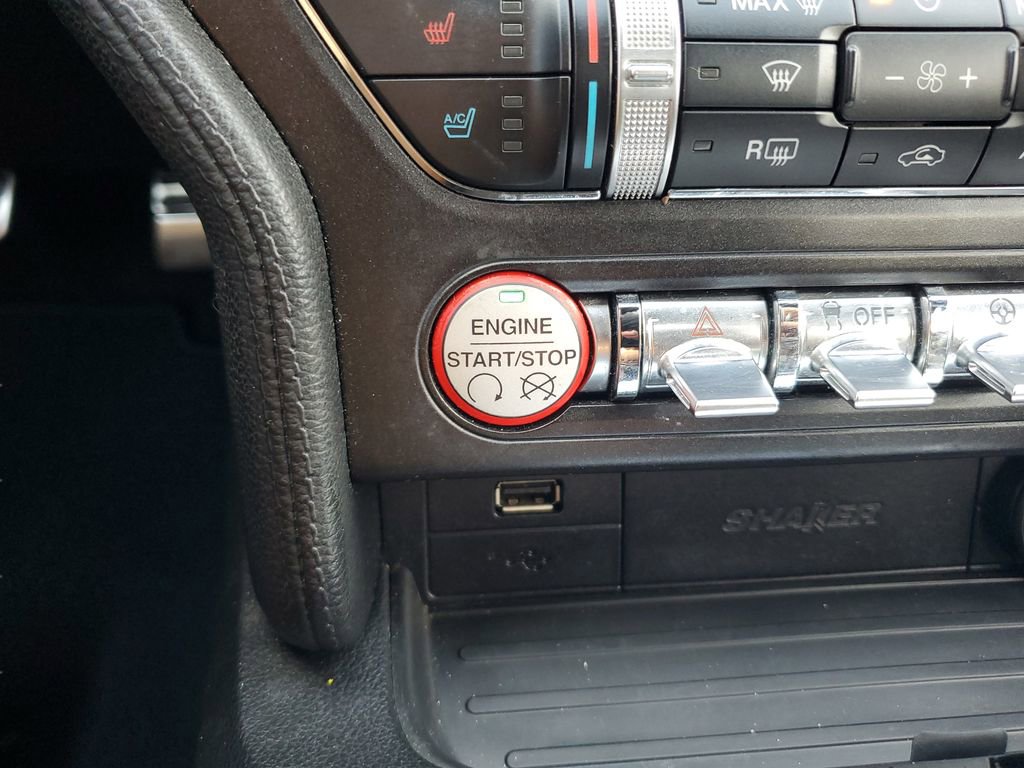 MAX
A/C
R
ENGINE
START/STOP
OFF
SHAKER